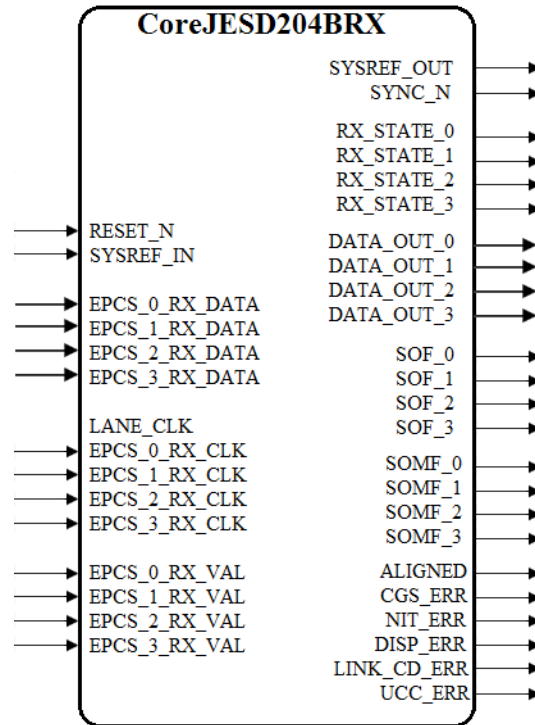 CoreJESD204BRX
SYSREF_OUT
SYNC_N
RX_STATE_0
RX_STATE_1
RX_STATE_2
RX_STATE_3
RESET_N
SYSREF_IN
DATA_OUT_0
DATA_OUT_1
DATA_OUT_2
DATA_OUT_3
EPCS_0_RX_DATA
EPCS_1_RX_DATA
EPCS_2_RX_DATA
EPCS_3_RX_DATA
SOF_0
SOF_1
SOF_2
SOF_3
LANE_CLK
EPCS_0_RX_CLK
EPCS_1_RX_CLK
EPCS_2_RX_CLK
EPCS_3_RX_CLK
SOMF_0
SOMF_1
SOMF_2
SOMF_3
EPCS_0_RX_VAL
EPCS_1_RX_VAL
EPCS_2_RX_VAL
EPCS_3_RX_VAL
ALIGNED
CGS_ERR
NIT_ERR
DISP_ERR
LINK_CD_ERR
UCC_ERR